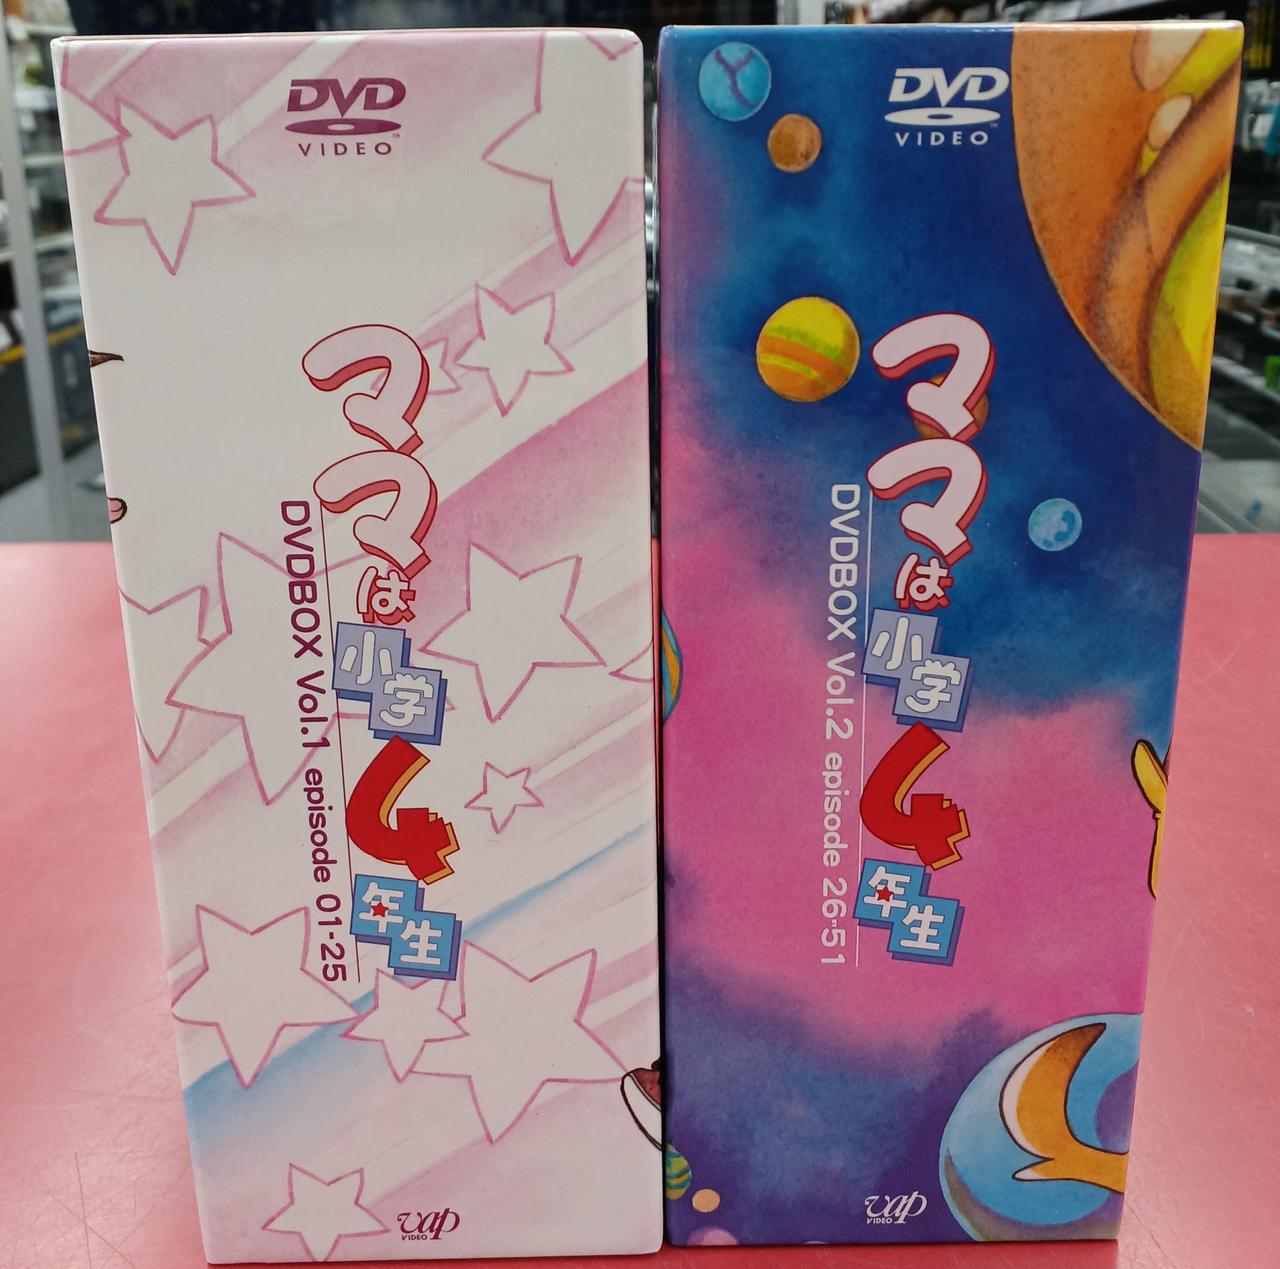 DVD
VIDEO
ママは小学4年生
DVDBOX Vol.1 episode 01-25
vap
VIDEO
DVD
VIDEO
ママは小学4年生
DVDBOX Vol.2 episode 26-51
vap
VIDEO